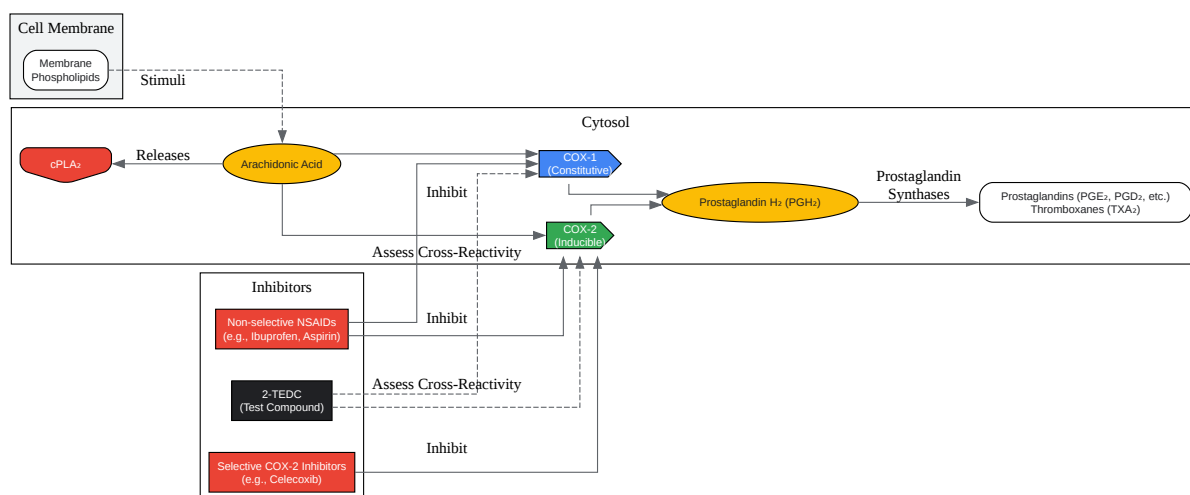 Cell Membrane
Membrane
Phospholipids
Stimuli
Cytosol
cPLA₂
Releases
Arachidonic Acid
COX-1
(Constitutive)
Inhibit
Prostaglandin H₂ (PGH₂)
Prostaglandin
Synthases
Prostaglandins (PGE₂, PGD₂, etc.)
Thromboxanes (TXA₂)
COX-2
(Inducible)
Assess Cross-Reactivity
Inhibitors
Non-selective NSAIDs
(e.g., Ibuprofen, Aspirin)
Inhibit
2-TEDC
(Test Compound)
Assess Cross-Reactivity
Selective COX-2 Inhibitors
(e.g., Celecoxib)
Inhibit